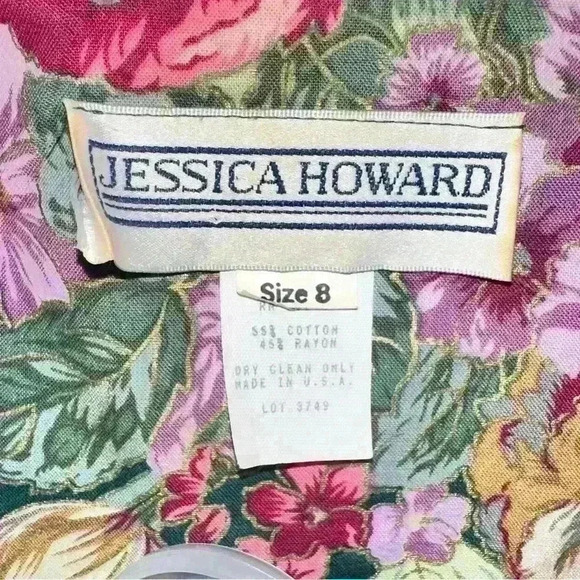 JESSICA HOWARD
Size 8
55% COTTON
45% RAYON
DRY CLEAN ONLY
MADE IN U.S.A.
LOT 3749